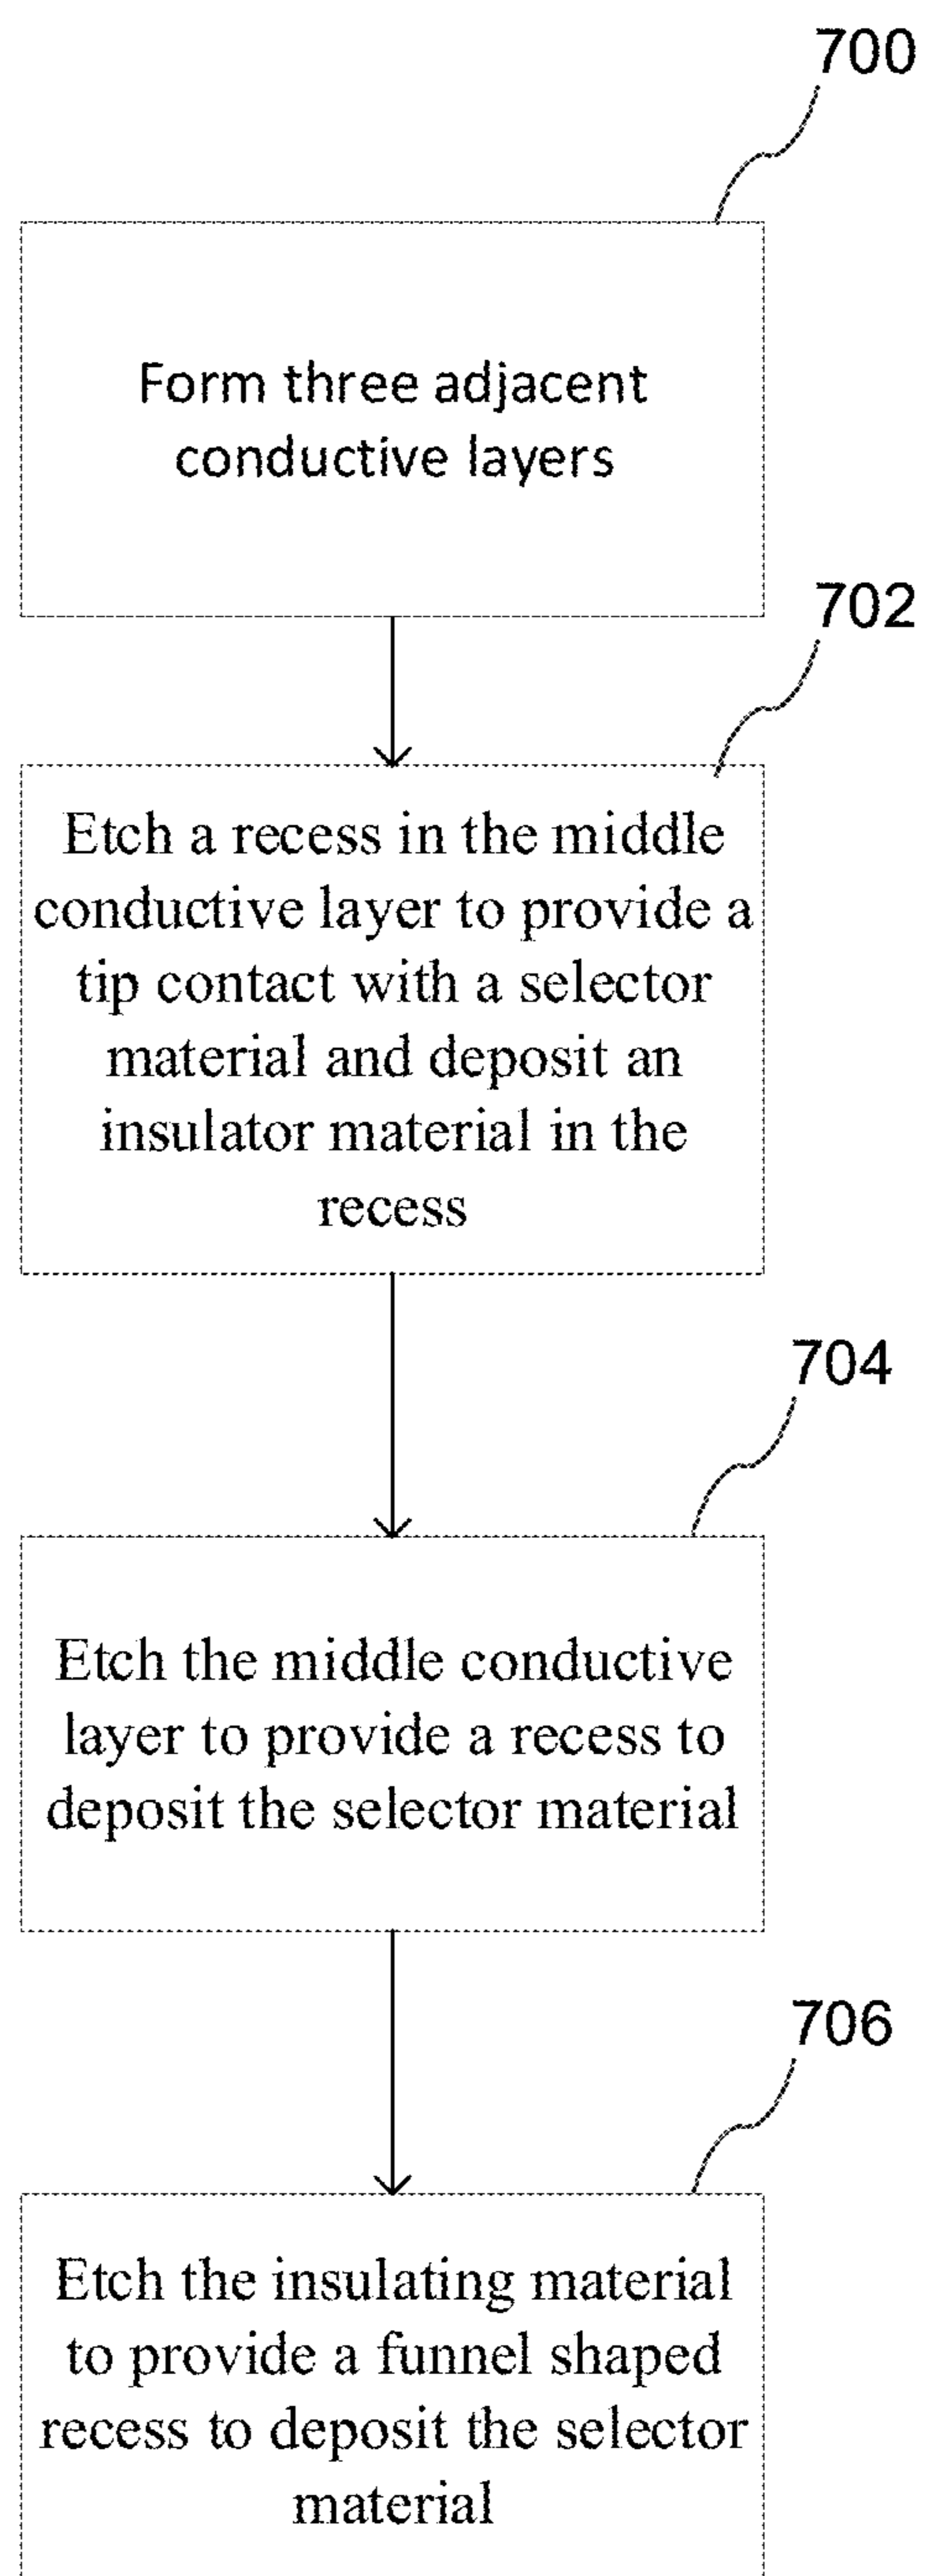 700
Form three adjacent
conductive layers
702
Etch a recess in the middle
conductive layer to provide a
tip contact with a selector
material and deposit an
insulator material in the
recess
704
Etch the middle conductive
layer to provide a recess to
deposit the selector material
706
Etch the insulating material
to provide a funnel shaped
recess to deposit the selector
material